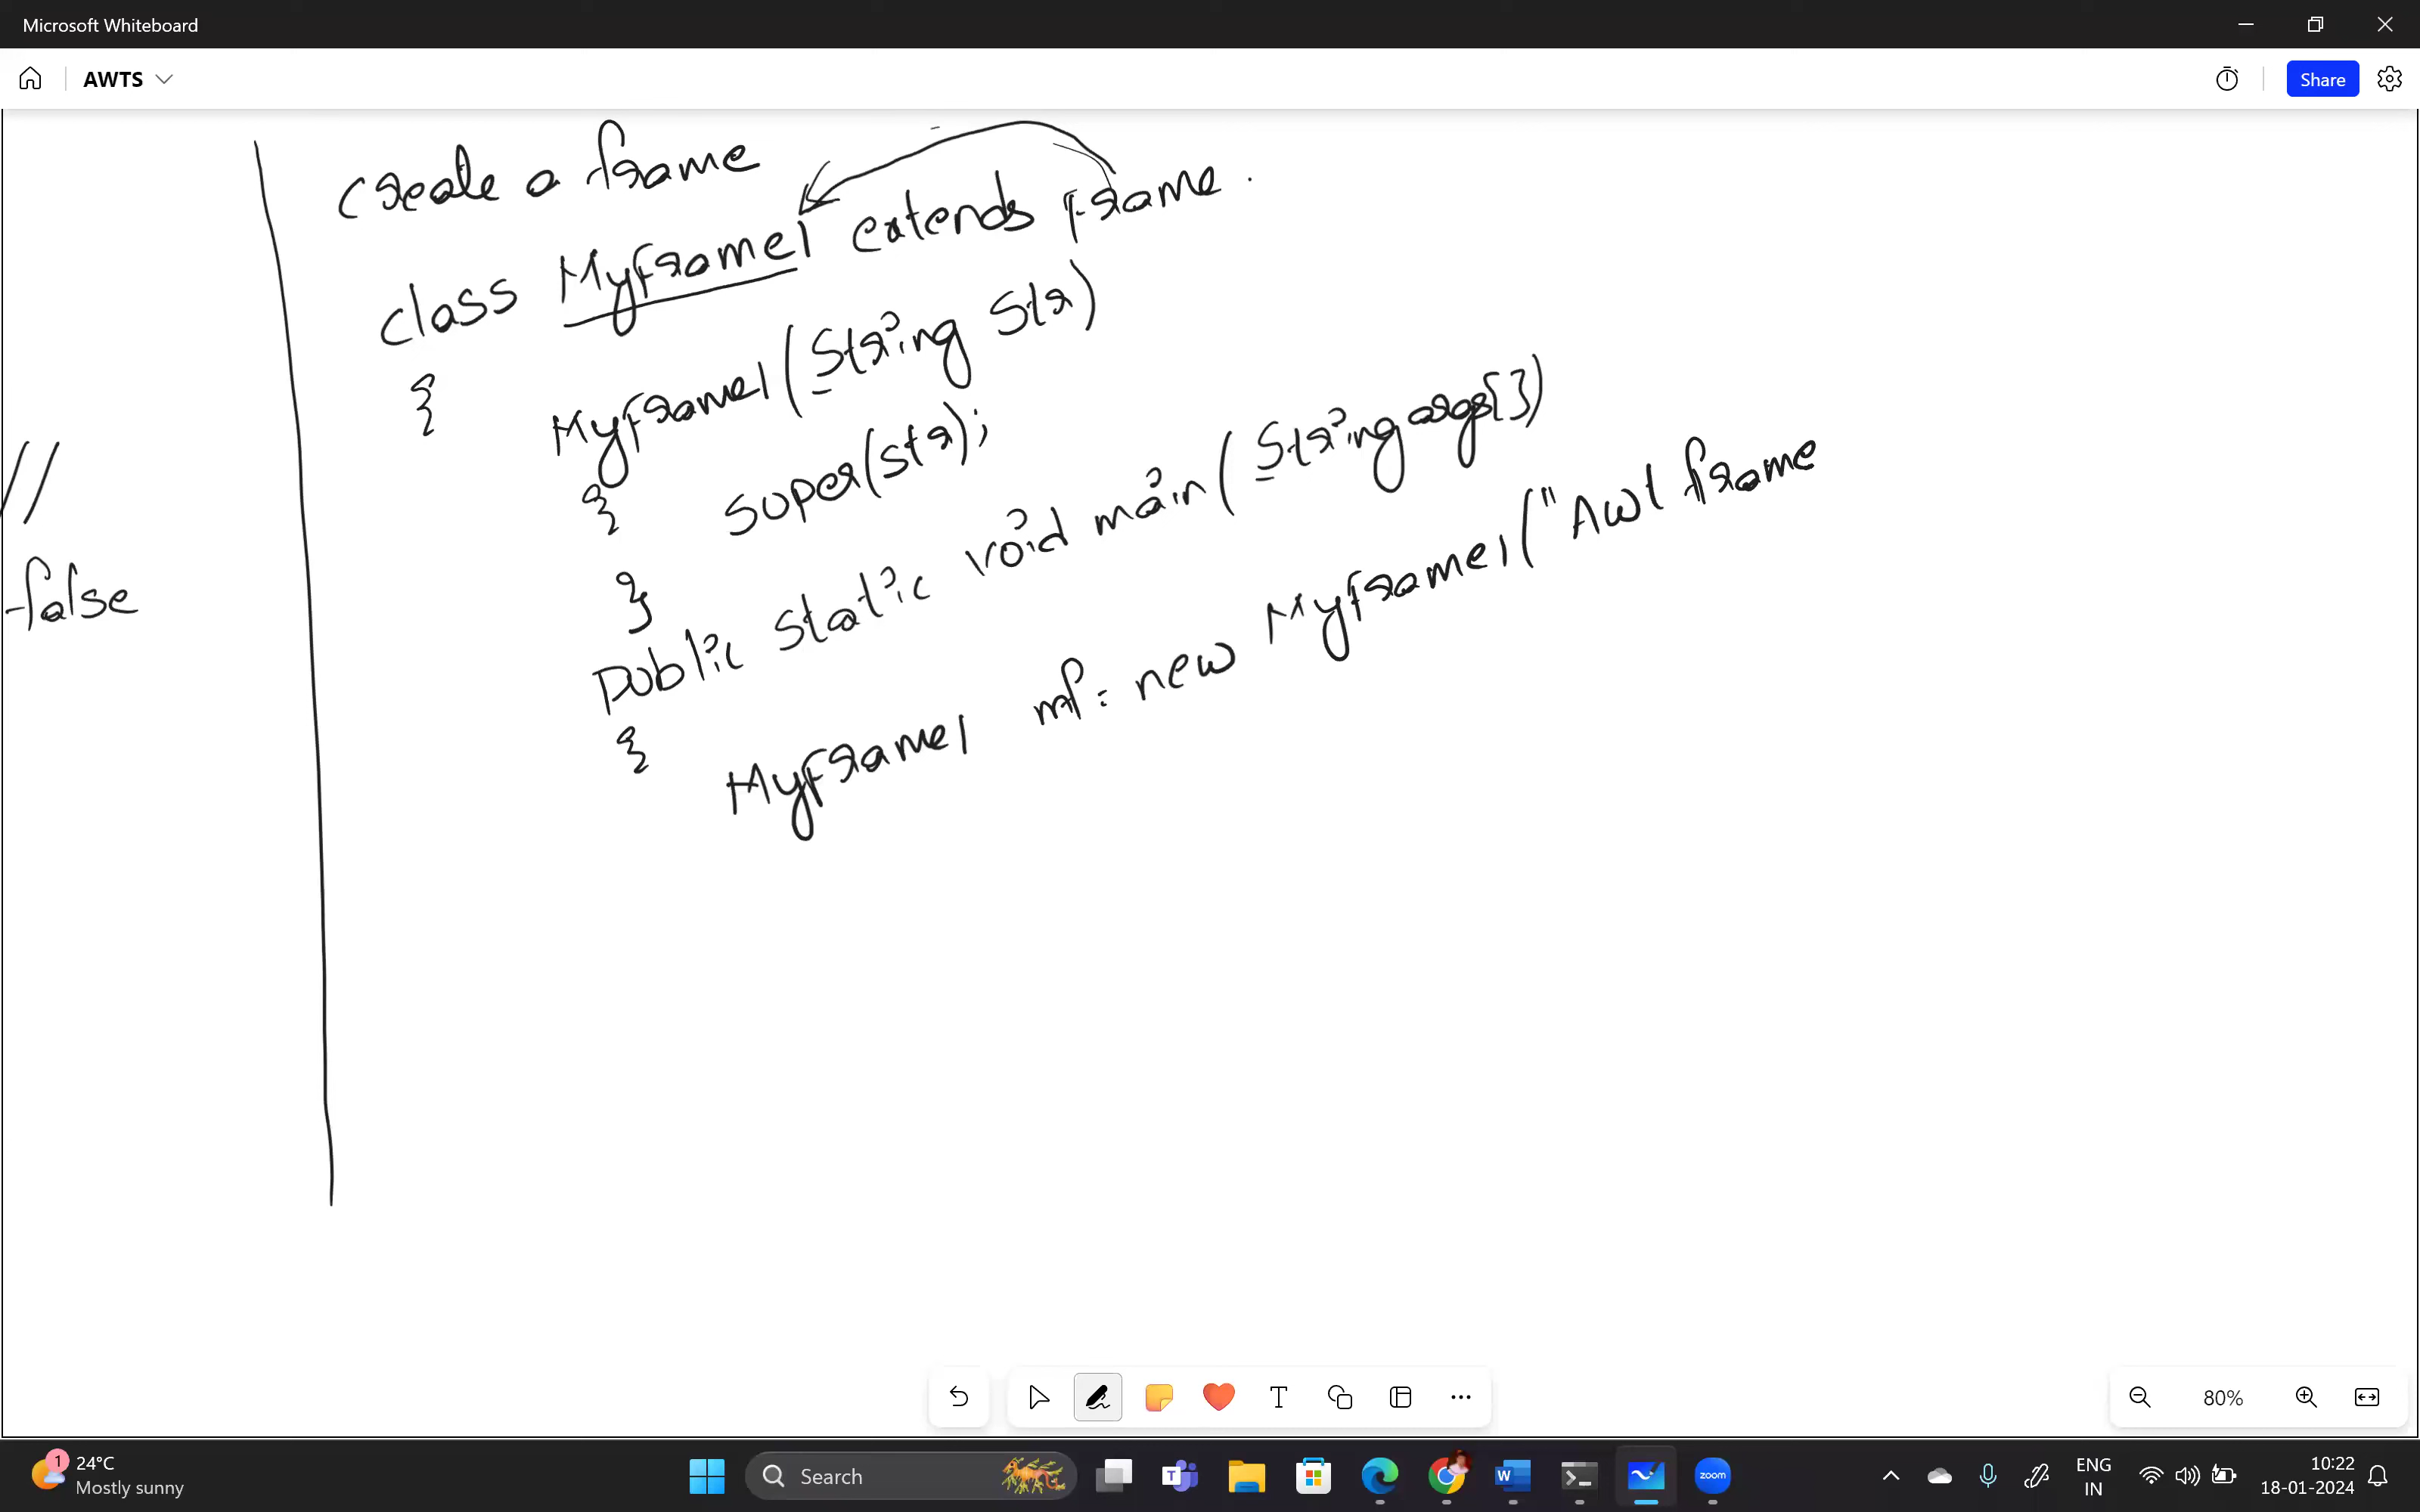 Microsoft Whiteboard
AWTS
Share
create a frame
class Myframe1 extends Frame.
{
Myframe1(String str)
{ super(str);
}
Public static void main(String args[])
{
Myframe1 mf= new Myframe1("Awt frame
//
false
80%
1
24°C
Mostly sunny
Search
T
W
zoom
ENG
IN
10:22
18-01-2024